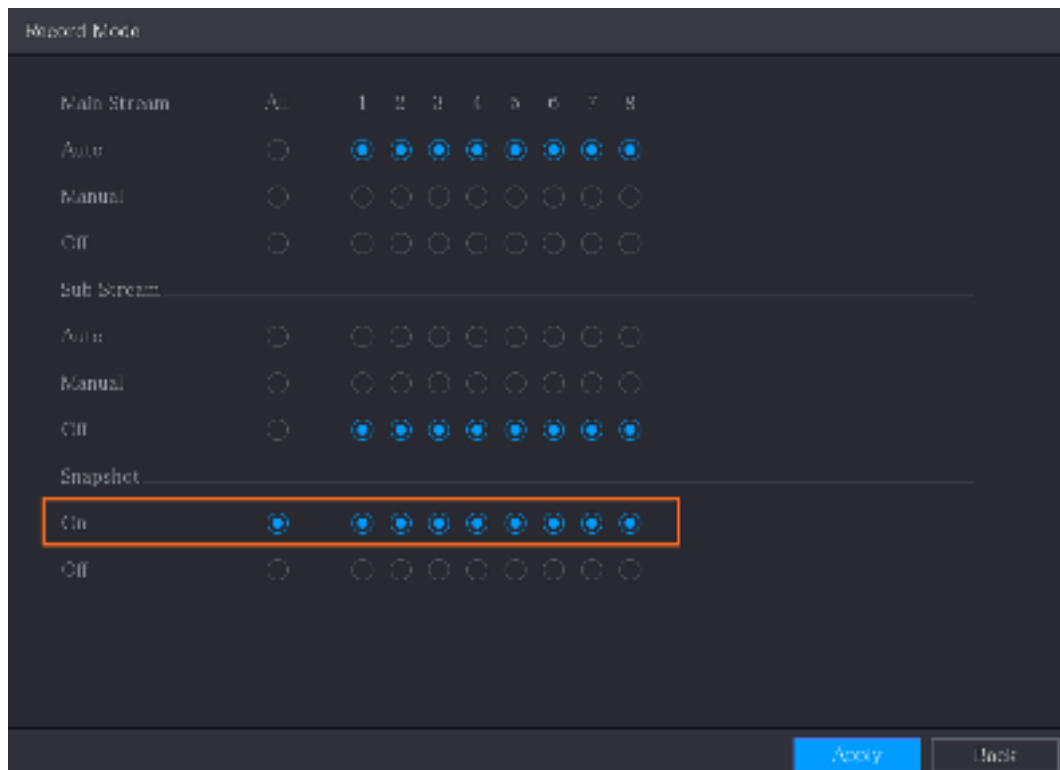 Record Mode
Main Stream All 1 2 3 4 5 6 7 8
Auto
Manual
Off
Sub Stream
Auto
Manual
Off
Snapshot
On
Off
Apply Back